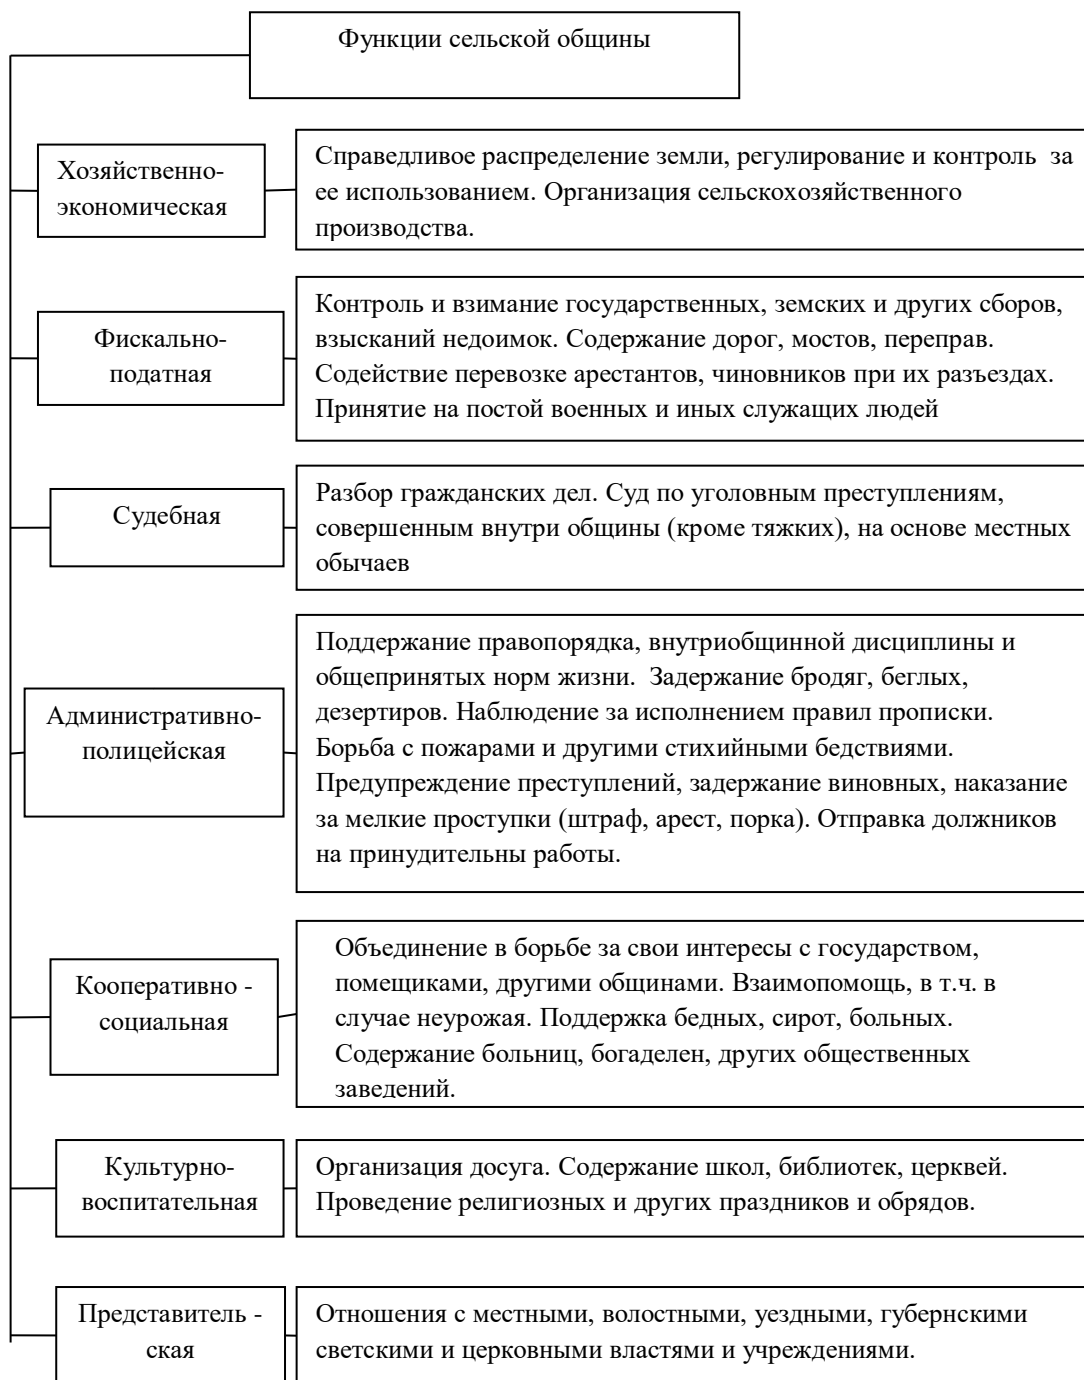 Функции сельской общины
Хозяйственно-
экономическая
Справедливое распределение земли, регулирование и контроль  за
ее использованием. Организация сельскохозяйственного
производства.
Фискально-
податная
Контроль и взимание государственных, земских и других сборов,
взысканий недоимок. Содержание дорог, мостов, переправ.
Содействие перевозке арестантов, чиновников при их разъездах.
Принятие на постой военных и иных служащих людей
Судебная
Разбор гражданских дел. Суд по уголовным преступлениям,
совершенным внутри общины (кроме тяжких), на основе местных
обычаев
Административно-
полицейская
Поддержание правопорядка, внутриобщинной дисциплины и
общепринятых норм жизни.  Задержание бродяг, беглых,
дезертиров. Наблюдение за исполнением правил прописки.
Борьба с пожарами и другими стихийными бедствиями.
Предупреждение преступлений, задержание виновных, наказание
за мелкие проступки (штраф, арест, порка). Отправка должников
на принудительны работы.
Кооперативно -
социальная
Объединение в борьбе за свои интересы с государством,
помещиками, другими общинами. Взаимопомощь, в т.ч. в
случае неурожая. Поддержка бедных, сирот, больных.
Содержание больниц, богаделен, других общественных
заведений.
Культурно-
воспитательная
Организация досуга. Содержание школ, библиотек, церквей.
Проведение религиозных и других праздников и обрядов.
Представитель -
ская
Отношения с местными, волостными, уездными, губернскими
светскими и церковными властями и учреждениями.